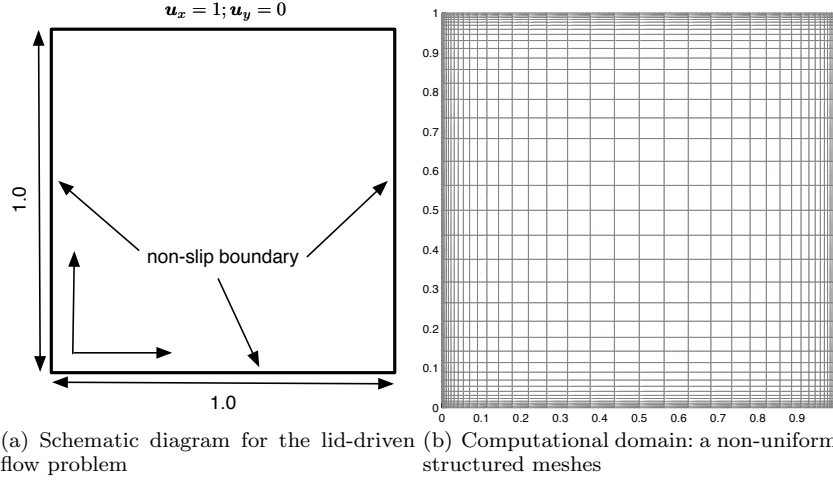 u_x = 1; u_y = 0
1.0
non-slip boundary
1.0
1
0.9
0.8
0.7
0.6
0.5
0.4
0.3
0.2
0.1
0
0 0.1 0.2 0.3 0.4 0.5 0.6 0.7 0.8 0.9
(a) Schematic diagram for the lid-driven
flow problem
(b) Computational domain: a non-uniform
structured meshes